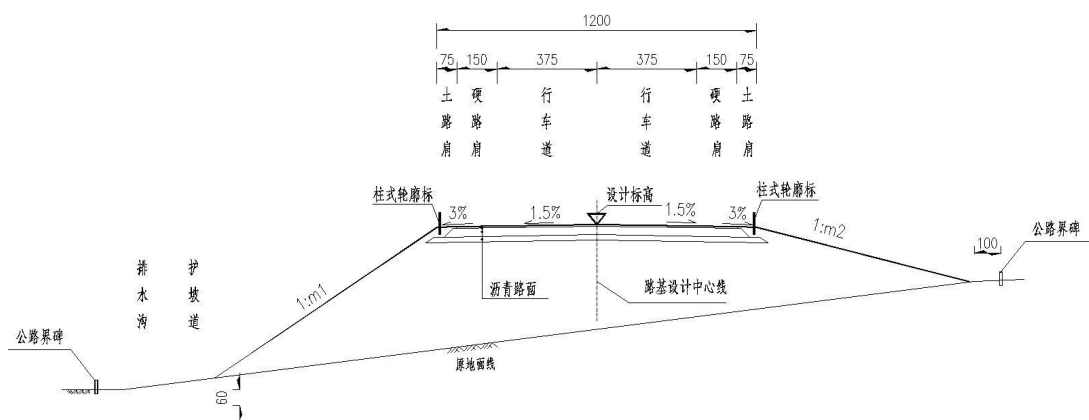 1200
75 150 375 375 150 75
土路肩
硬路肩
行车道
行车道
硬路肩
土路肩
柱式轮廓标
设计标高
柱式轮廓标
3%
1.5%
1.5%
3%
1:m1
1:m2
100
公路界碑
排水沟
护坡道
沥青路面
路基设计中心线
公路界碑
原地面线
60